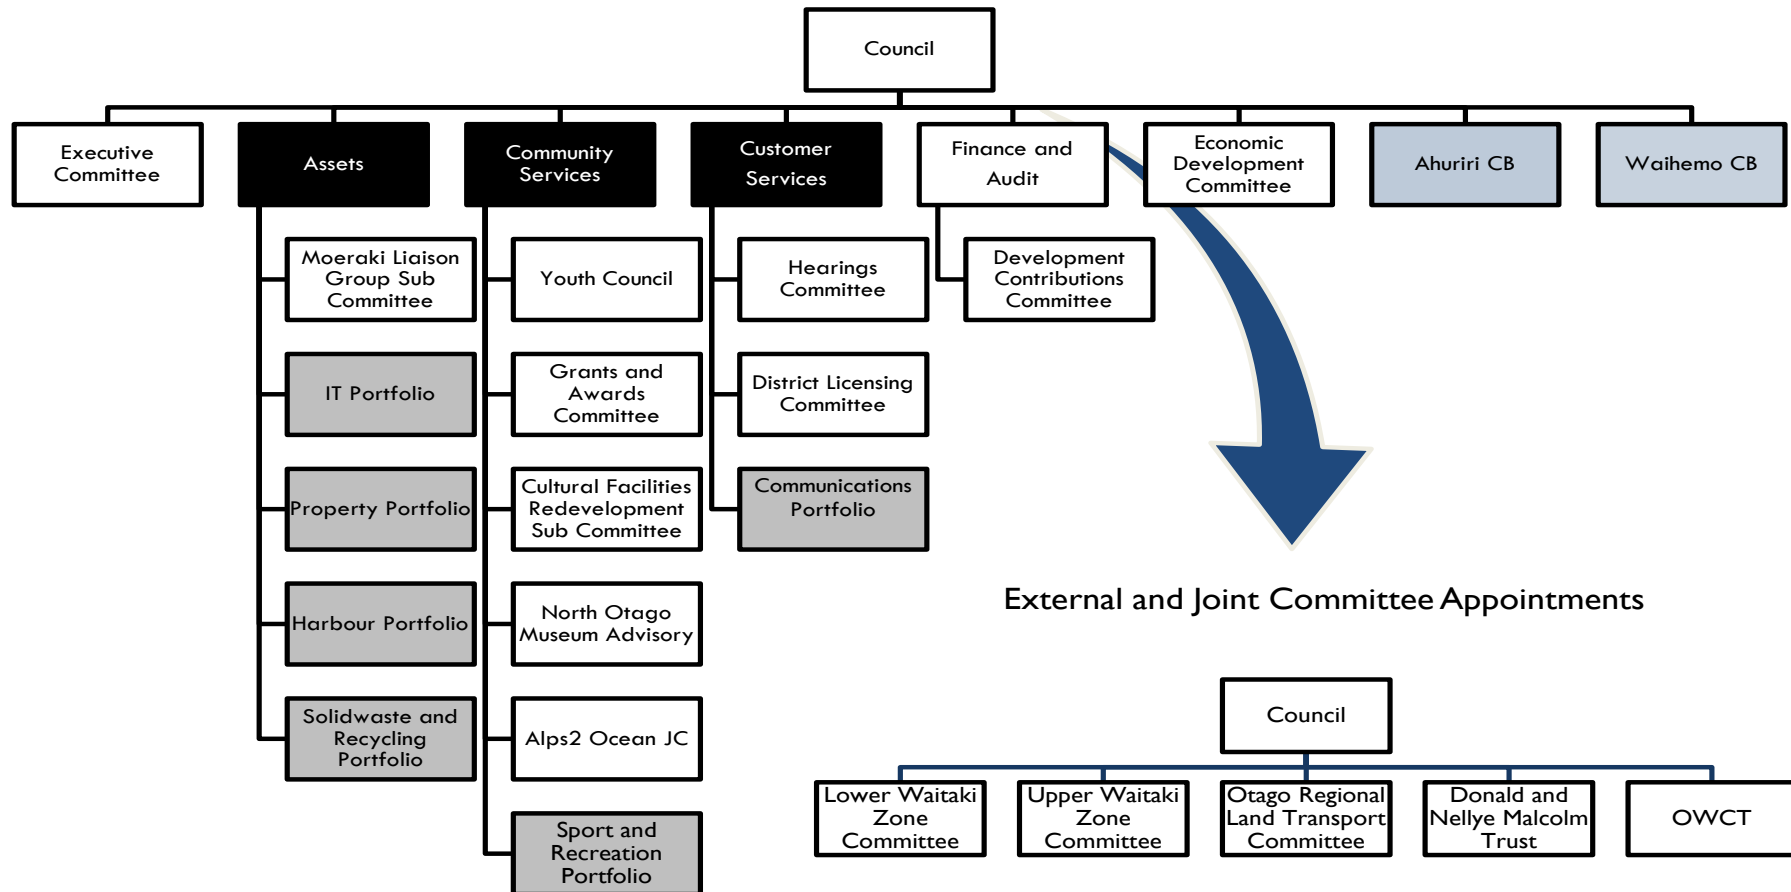 Council
Executive
Committee
Assets
Community
Services
Customer
Services
Finance and
Audit
Economic
Development
Committee
Ahuriri CB
Waihemo CB
Moeraki Liaison
Group Sub
Committee
IT Portfolio
Property Portfolio
Harbour Portfolio
Solidwaste and
Recycling
Portfolio
Youth Council
Grants and
Awards
Committee
Cultural Facilities
Redevelopment
Sub Committee
North Otago
Museum Advisory
Alps2 Ocean JC
Sport and
Recreation
Portfolio
Hearings
Committee
District Licensing
Committee
Communications
Portfolio
Development
Contributions
Committee
External and Joint Committee Appointments
Council
Lower Waitaki
Zone
Committee
Upper Waitaki
Zone
Committee
Otago Regional
Land Transport
Committee
Donald and
Nellye Malcolm
Trust
OWCT